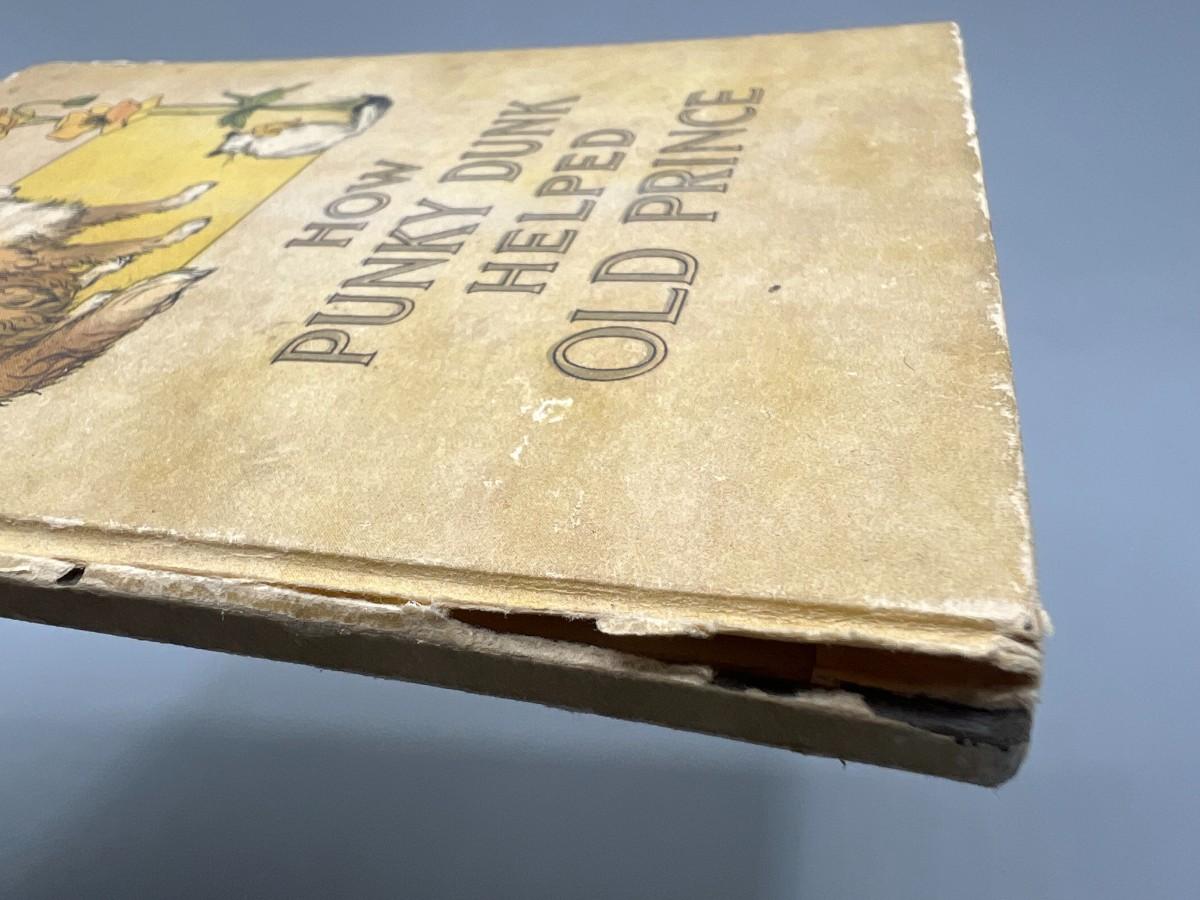 HOW
PUNKY DUNK
HELPED
OLD PRINCE